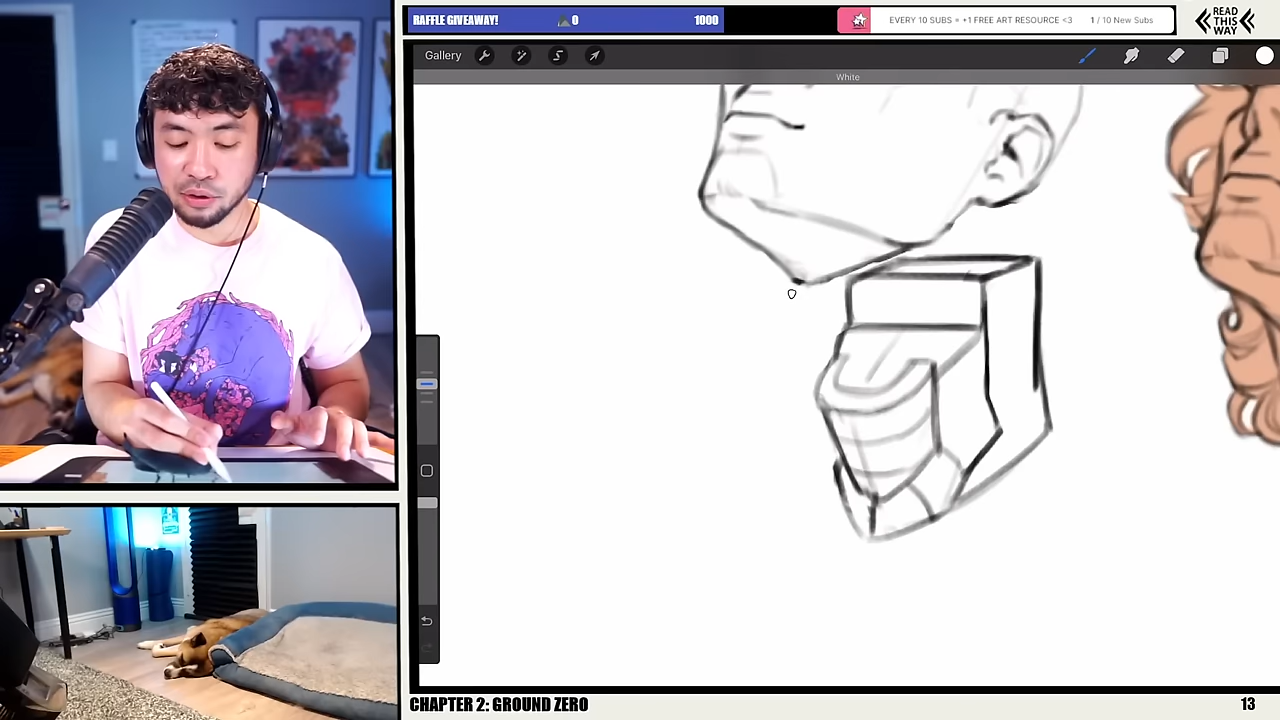 RAFFLE GIVEAWAY! 0 1000
EVERY 10 SUBS = +1 FREE ART RESOURCE <3 1 / 10 New Subs
READ
THIS
WAY
Gallery
White
CHAPTER 2: GROUND ZERO 13